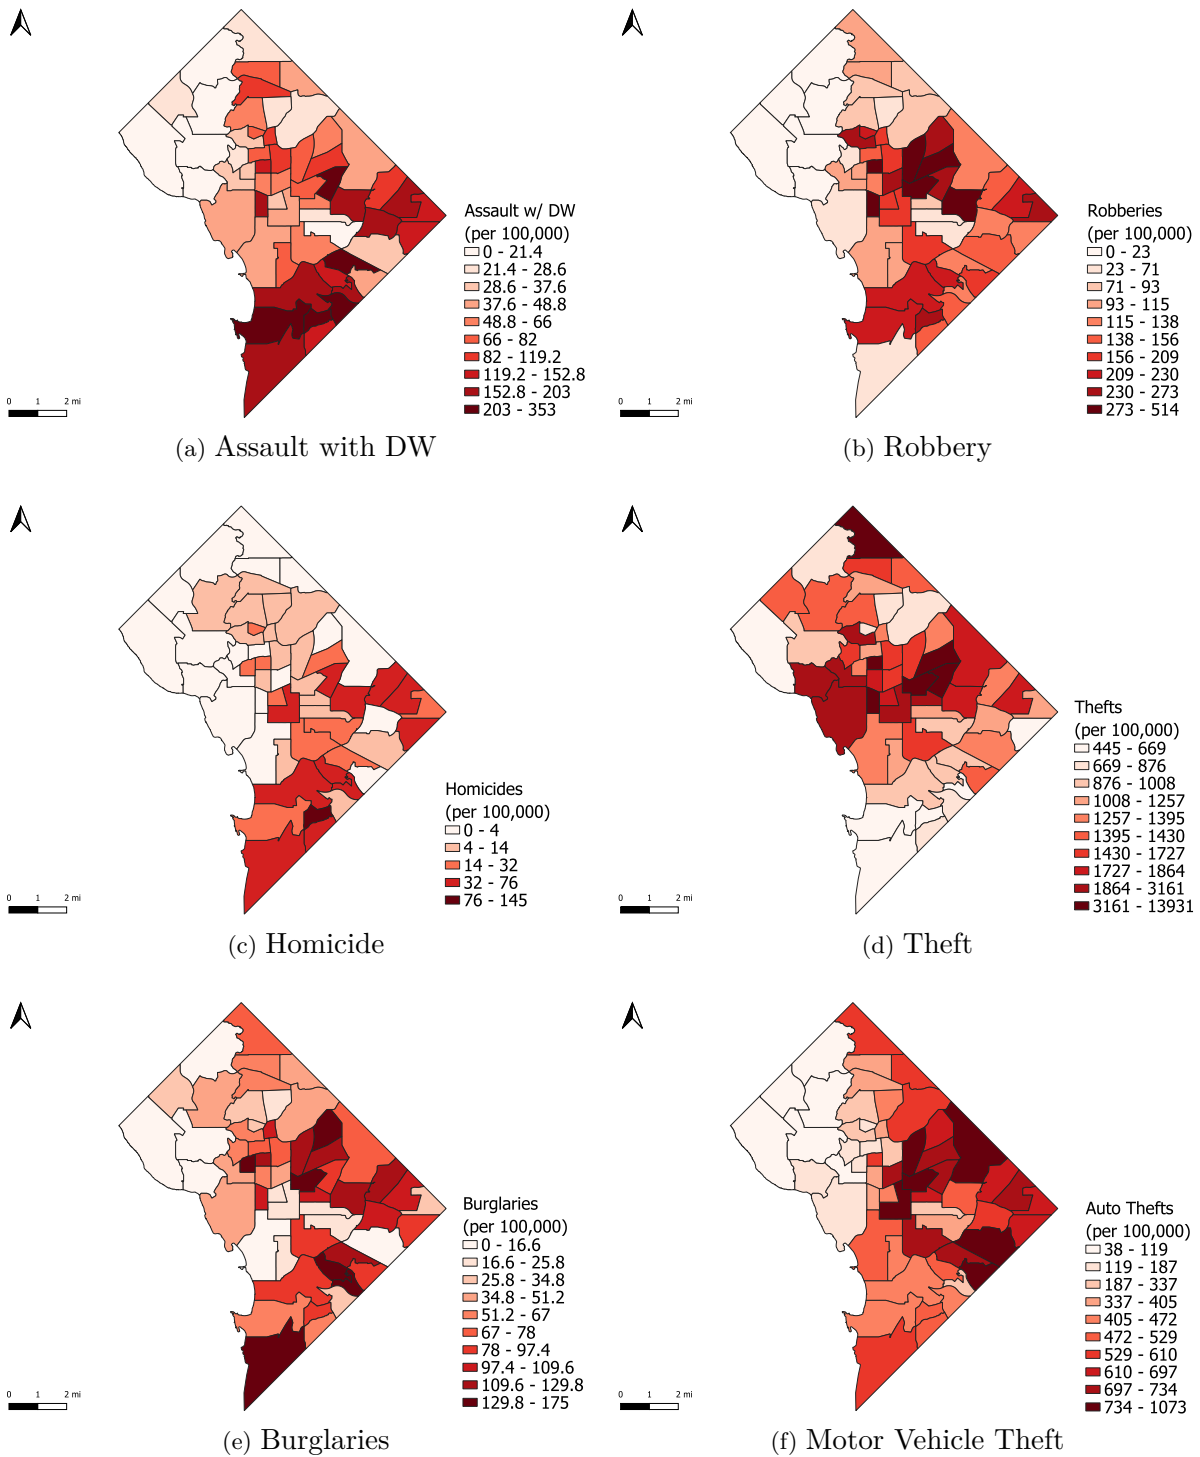 Assault w/ DW
(per 100,000)
0 - 21.4
21.4 - 28.6
28.6 - 37.6
37.6 - 48.8
48.8 - 66
66 - 82
82 - 119.2
119.2 - 152.8
152.8 - 203
203 - 353
0 1 2 mi
(a) Assault with DW
Robberies
(per 100,000)
0 - 23
23 - 71
71 - 93
93 - 115
115 - 138
138 - 156
156 - 209
209 - 230
230 - 273
273 - 514
0 1 2 mi
(b) Robbery
Homicides
(per 100,000)
0 - 4
4 - 14
14 - 32
32 - 76
76 - 145
0 1 2 mi
(c) Homicide
Thefts
(per 100,000)
445 - 669
669 - 876
876 - 1008
1008 - 1257
1257 - 1395
1395 - 1430
1430 - 1727
1727 - 1864
1864 - 3161
3161 - 13931
0 1 2 mi
(d) Theft
Burglaries
(per 100,000)
0 - 16.6
16.6 - 25.8
25.8 - 34.8
34.8 - 51.2
51.2 - 67
67 - 78
78 - 97.4
97.4 - 109.6
109.6 - 129.8
129.8 - 175
0 1 2 mi
(e) Burglaries
Auto Thefts
(per 100,000)
38 - 119
119 - 187
187 - 337
337 - 405
405 - 472
472 - 529
529 - 610
610 - 697
697 - 734
734 - 1073
0 1 2 mi
(f) Motor Vehicle Theft